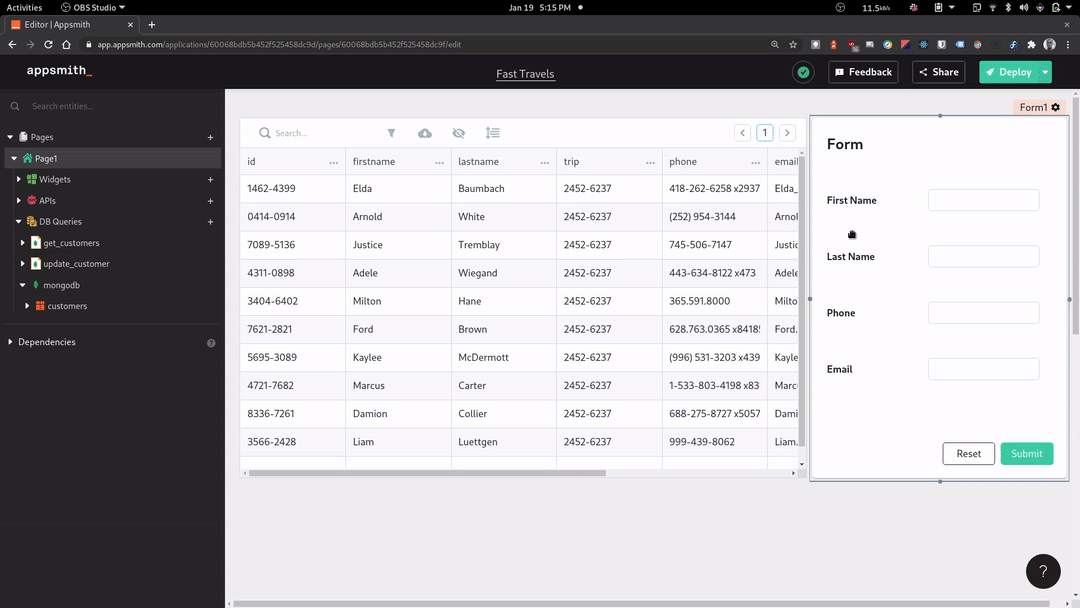 Activities
OBS Studio
Jan 19 5:15 PM
11.5kB/s
Editor | Appsmith
app.appsmith.com/applications/60068bdb5b452f525458dc9d/pages/60068bdb5b452f525458dc9f/edit
appsmith_
Fast Travels
Feedback
Share
Deploy
Search entities...
Pages
Page1
Widgets
APIs
DB Queries
get_customers
update_customer
mongodb
customers
Dependencies
Form1
Search...
1
id firstname lastname trip phone email
1462-4399 Elda Baumbach 2452-6237 418-262-6258 x2937 Elda_
0414-0914 Arnold White 2452-6237 (252) 954-3144 Arnol
7089-5136 Justice Tremblay 2452-6237 745-506-7147 Justic
4311-0898 Adele Wiegand 2452-6237 443-634-8122 x473 Adele
3404-6402 Milton Hane 2452-6237 365.591.8000 Milto
7621-2821 Ford Brown 2452-6237 628.763.0365 x8418 Ford.
5695-3089 Kaylee McDermott 2452-6237 (996) 531-3203 x439 Kayle
4721-7682 Marcus Carter 2452-6237 1-533-803-4198 x83 Marc
8336-7261 Damion Collier 2452-6237 688-275-8727 x5057 Dami
3566-2428 Liam Luettgen 2452-6237 999-439-8062 Liam.
Form
First Name
Last Name
Phone
Email
Reset
Submit
?